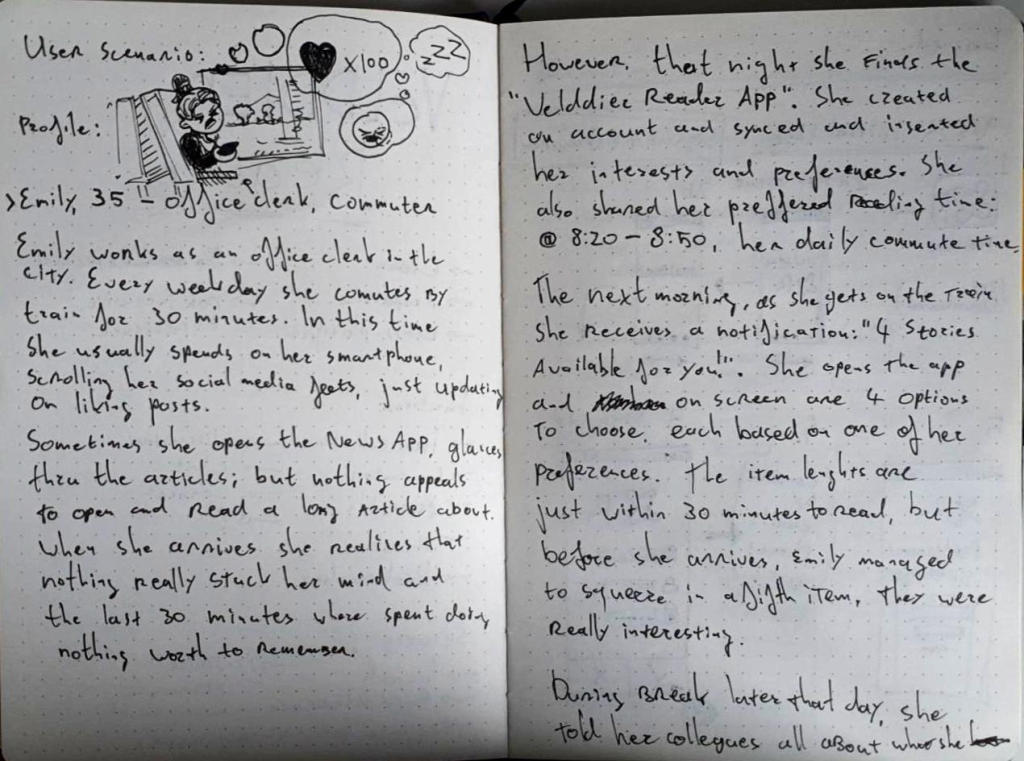 User scenario:
x100
zzz
Profile:
> Emily, 35 - office clerk, commuter
Emily works as an office clerk in the
city. Every weekday she comutes by
train for 30 minutes. In this time
she usually spends on her smartphone,
scrolling her social media feets, just updating
on liking posts.
Sometimes she opens the News App, glances
thru the articles; but nothing appeals
to open and read a long article about.
When she arrives she realizes that
nothing really stuck her mind and
the last 30 minutes where spent doing
nothing worth to remember.
However, that night she finds the
"Velddiec Reader App". She created
an account and synced and inserted
her interests and preferenses. She
also shared her preffered reading time:
@ 8:20 - 8:50, her daily commute time.
The next morning, as she gets on the train
she receives a notification: "4 stories
Available for you!". She opens the app
and on screen are 4 options
to choose, each based on one of her
preferences. The item lenghts are
just within 30 minutes to read, but
before she arrives, Emily managed
to squeeze in a fifth item, they were
really interesting.
During break later that day, she
told her collegues all about what she